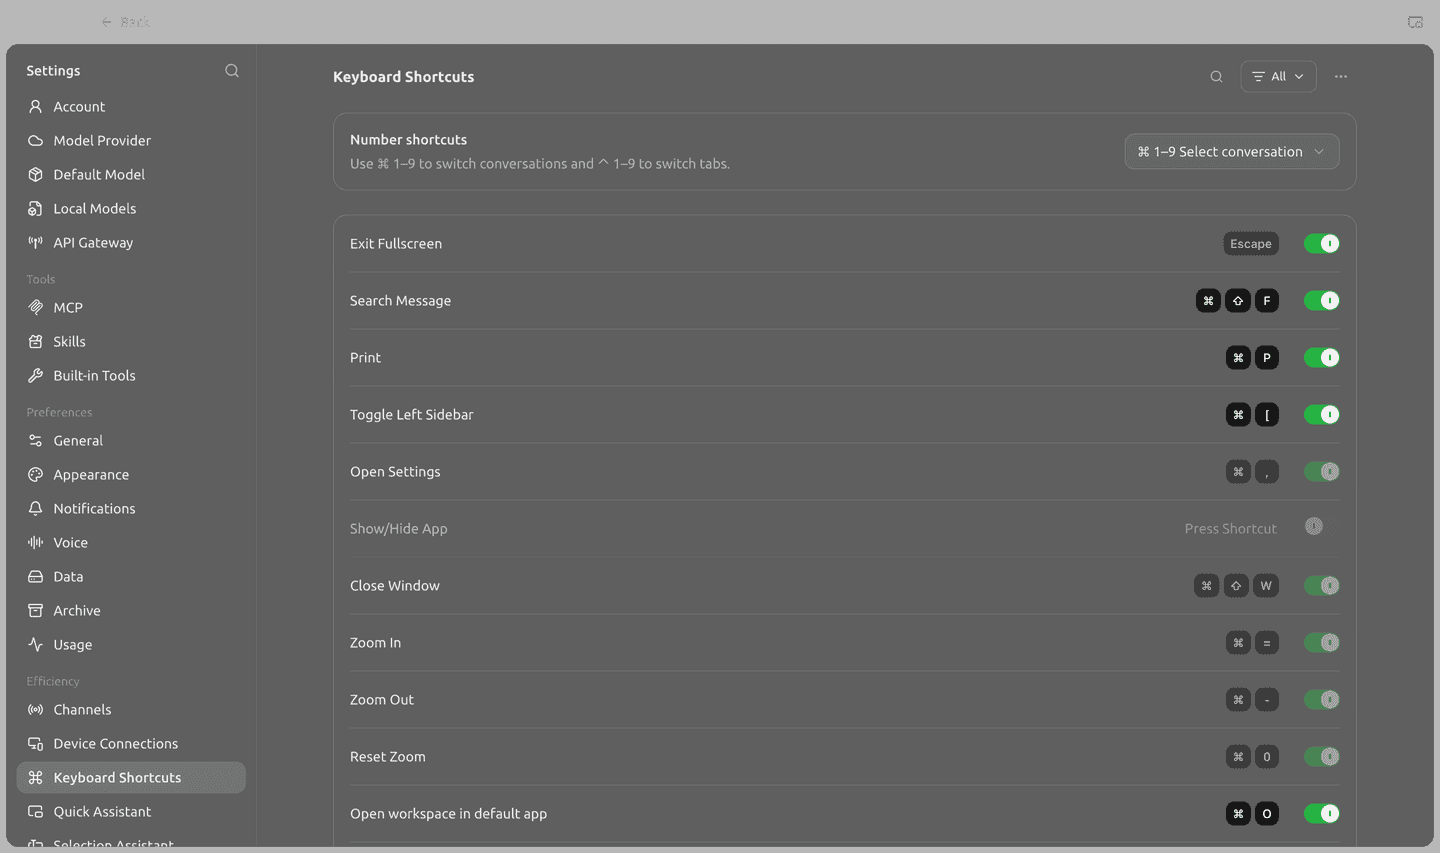 ← Back
Settings
Account
Model Provider
Default Model
Local Models
API Gateway
Tools
MCP
Skills
Built-in Tools
Preferences
General
Appearance
Notifications
Voice
Data
Archive
Usage
Efficiency
Channels
Device Connections
Keyboard Shortcuts
Quick Assistant
Selection Assistant
Keyboard Shortcuts
All
Number shortcuts
Use ⌘ 1–9 to switch conversations and ⌃ 1–9 to switch tabs.
⌘ 1–9 Select conversation
Exit Fullscreen Escape
Search Message ⌘ ⇧ F
Print ⌘ P
Toggle Left Sidebar ⌘ [
Open Settings ⌘ ,
Show/Hide App Press Shortcut
Close Window ⌘ ⇧ W
Zoom In ⌘ =
Zoom Out ⌘ -
Reset Zoom ⌘ 0
Open workspace in default app ⌘ O